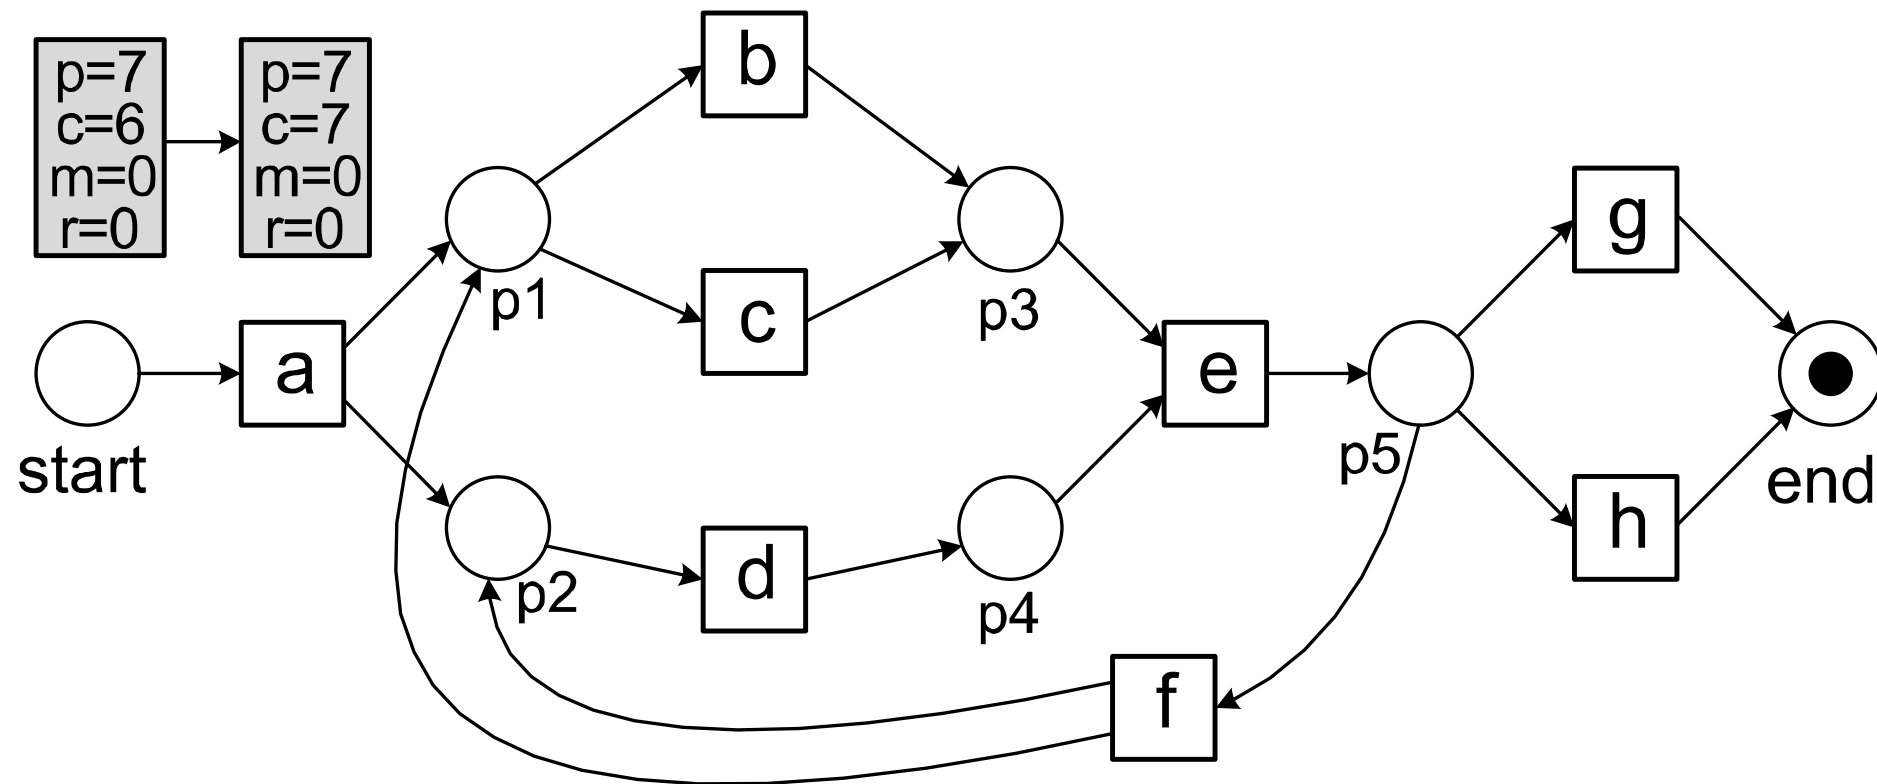 p=7
c=6
m=0
r=0
p=7
c=7
m=0
r=0
b
p1
c
p3
g
start
a
e
p5
end
p2
d
p4
h
f